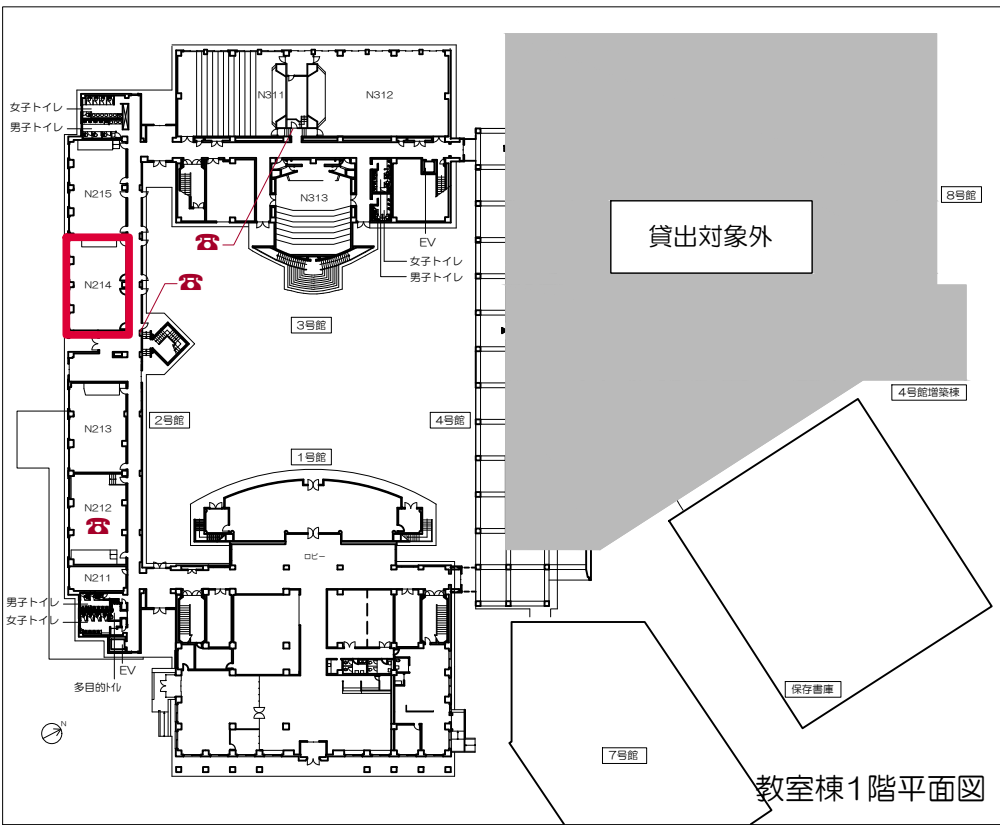 N311
N312
女子トイレ
男子トイレ
N215
N313
8号館
貸出対象外
EV
女子トイレ
男子トイレ
N214
3号館
4号館増築棟
2号館
4号館
N213
1号館
N212
ロビー
N211
男子トイレ
女子トイレ
EV
多目的トイレ
保存書庫
N
7号館
教室棟1階平面図